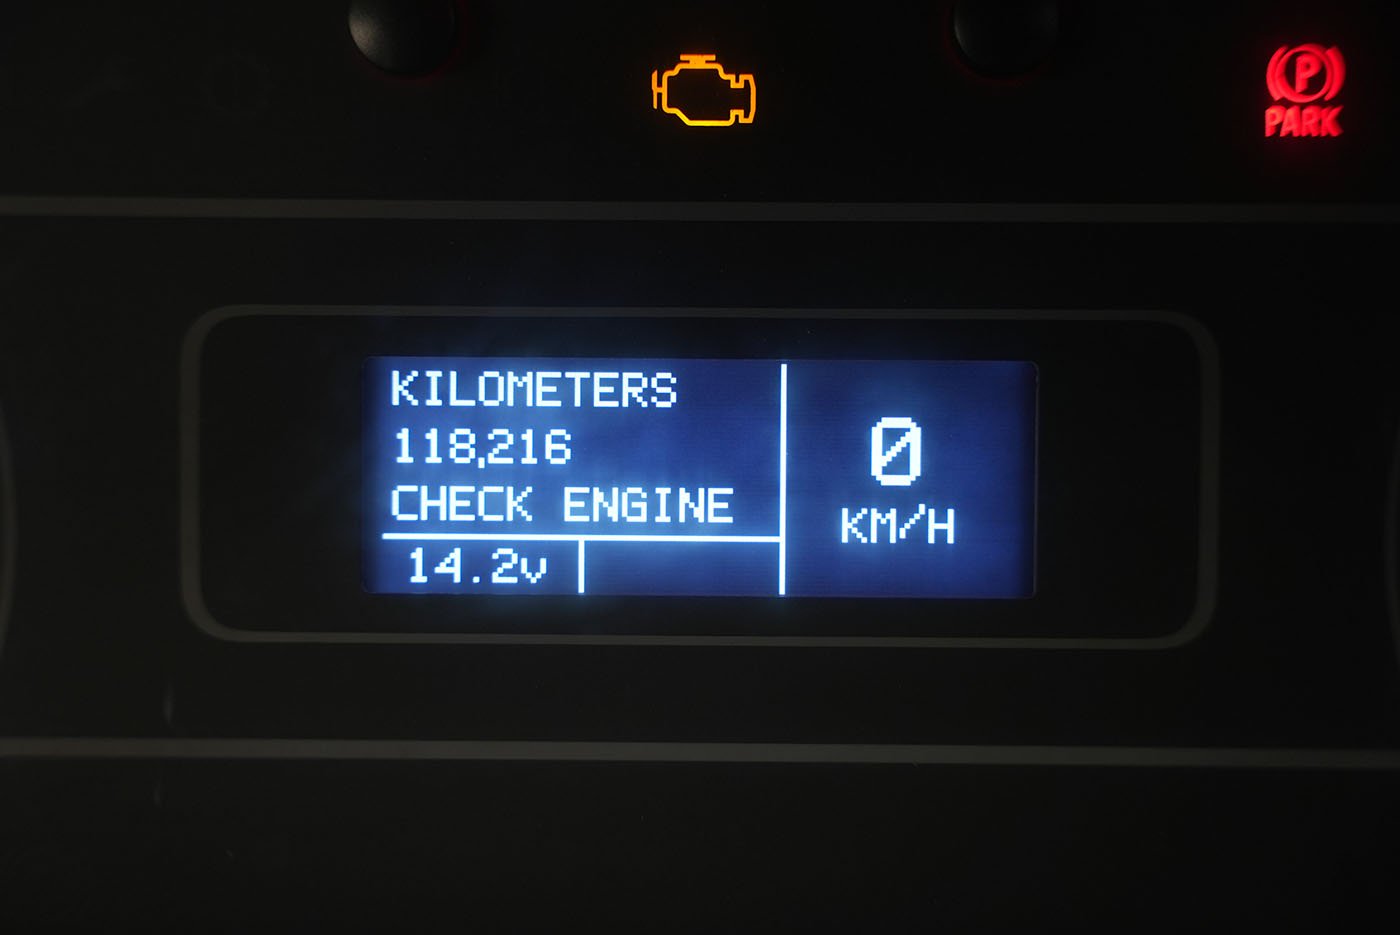 P
PARK
KILOMETERS
118,216
CHECK ENGINE
14.2v
0
KM/H